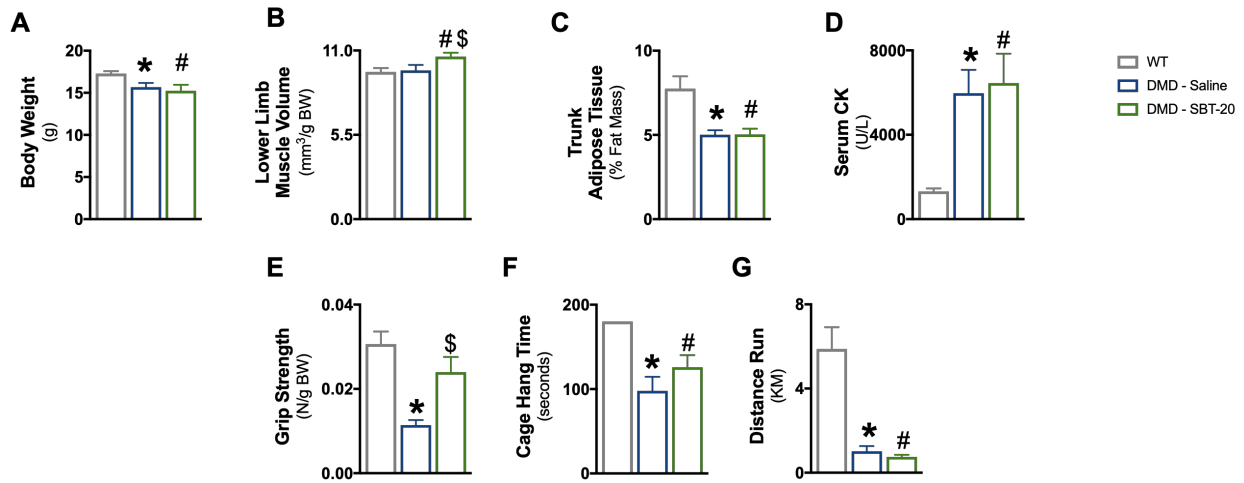 A
Body Weight
(g)
20
15
10
5
0
*
#
B
Lower Limb
Muscle Volume
(mm³/g BW)
11.0
5.5
0.0
# $
C
Trunk
Adipose Tissue
(% Fat Mass)
10
5
0
*
#
D
Serum CK
(U/L)
8000
4000
0
*
#
WT
DMD - Saline
DMD - SBT-20
E
Grip Strength
(N/g BW)
0.04
0.02
0.00
*
$
F
Cage Hang Time
(seconds)
200
100
0
*
#
G
Distance Run
(KM)
8
4
0
*
#